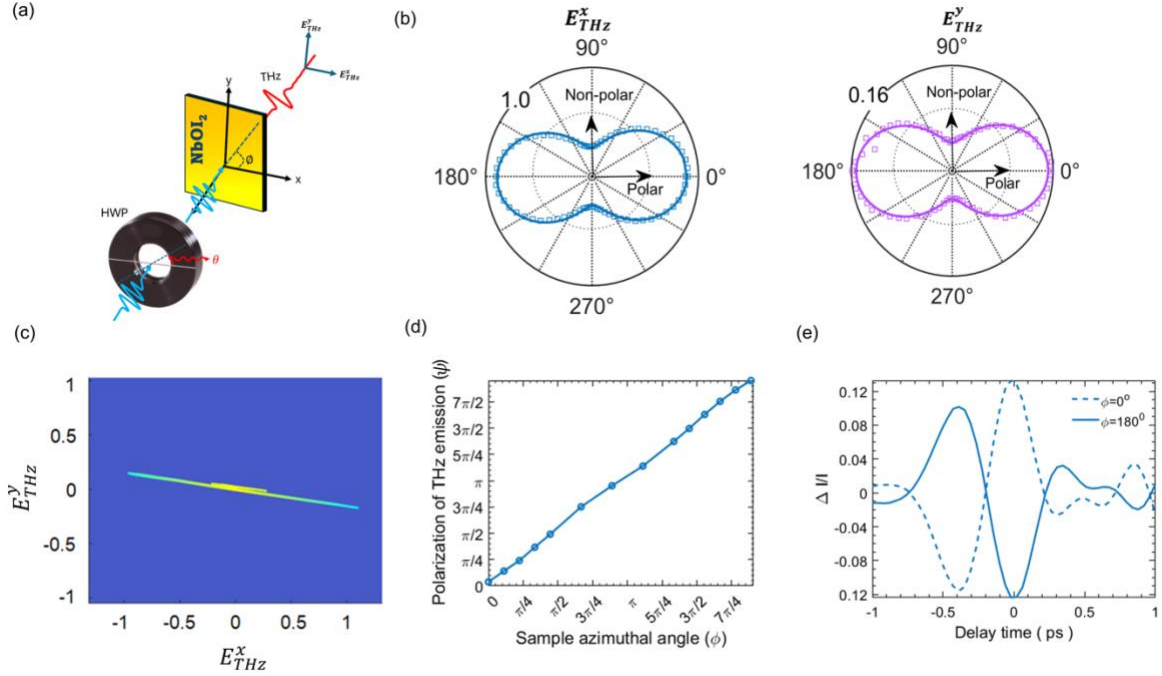 (a)
E^y_THz
THz
E^x_THz
y
NbOI₂
ϕ
x
HWP
θ
(b)
E^x_THz
90°
1.0
Non-polar
180°
Polar
0°
270°
E^y_THz
90°
0.16
Non-polar
180°
Polar
0°
270°
(c)
1
0.5
0
-0.5
-1
E^y_THz
-1
-0.5
0
0.5
1
E^x_THz
(d)
Polarization of THz emission (ψ)
7π/2
3π/2
5π/4
π
3π/4
π/2
π/4
0
0
π/4
π/2
3π/4
π
5π/4
3π/2
7π/4
Sample azimuthal angle (ϕ)
(e)
Δ I/I
0.12
0.08
0.04
0
-0.04
-0.08
0.12
ϕ=0°
ϕ=180⁰
-1
-0.5
0
0.5
1
Delay time ( ps )